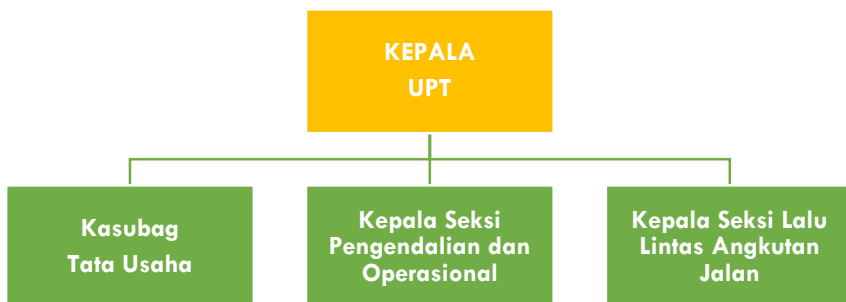 KEPALA
UPT
Kasubag
Tata Usaha
Kepala Seksi
Pengendalian dan
Operasional
Kepala Seksi Lalu
Lintas Angkutan
Jalan